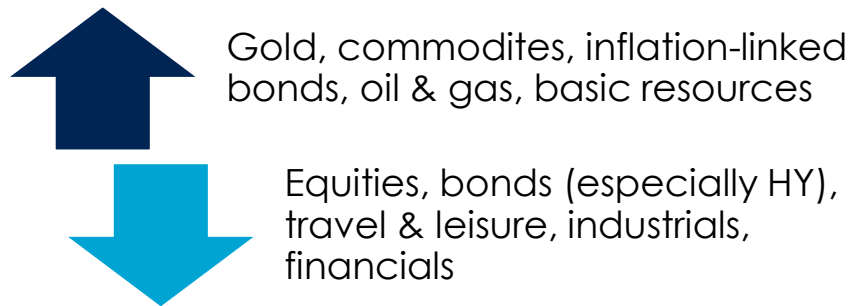 Gold, commodites, inflation-linked
bonds, oil & gas, basic resources
Equities, bonds (especially HY),
travel & leisure, industrials,
financials